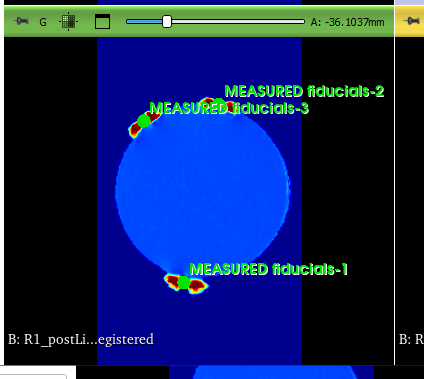 G
A: -36.1037mm
MEASURED fiducials-2
MEASURED fiducials-3
MEASURED fiducials-1
B: R1_postLi...egistered
B: R